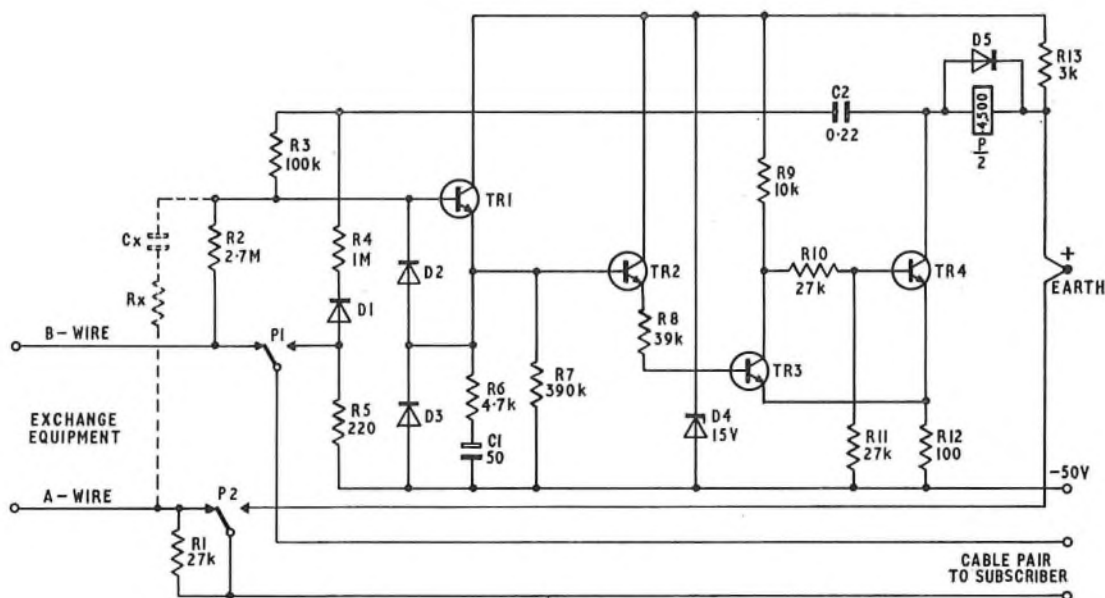 D5
R13
3k
C2
0·22
4,500
P
2
R3
100k
TR1
R9
10k
Cx
R2
2·7M
R4
1M
D2
TR2
R10
27k
TR4
+
EARTH
Rx
D1
R8
39k
B-WIRE
P1
TR3
R5
220
D3
R6
4·7k
R7
390k
D4
15V
C1
50
R11
27k
R12
100
EXCHANGE
EQUIPMENT
-50V
A-WIRE
P2
R1
27k
CABLE PAIR
TO SUBSCRIBER